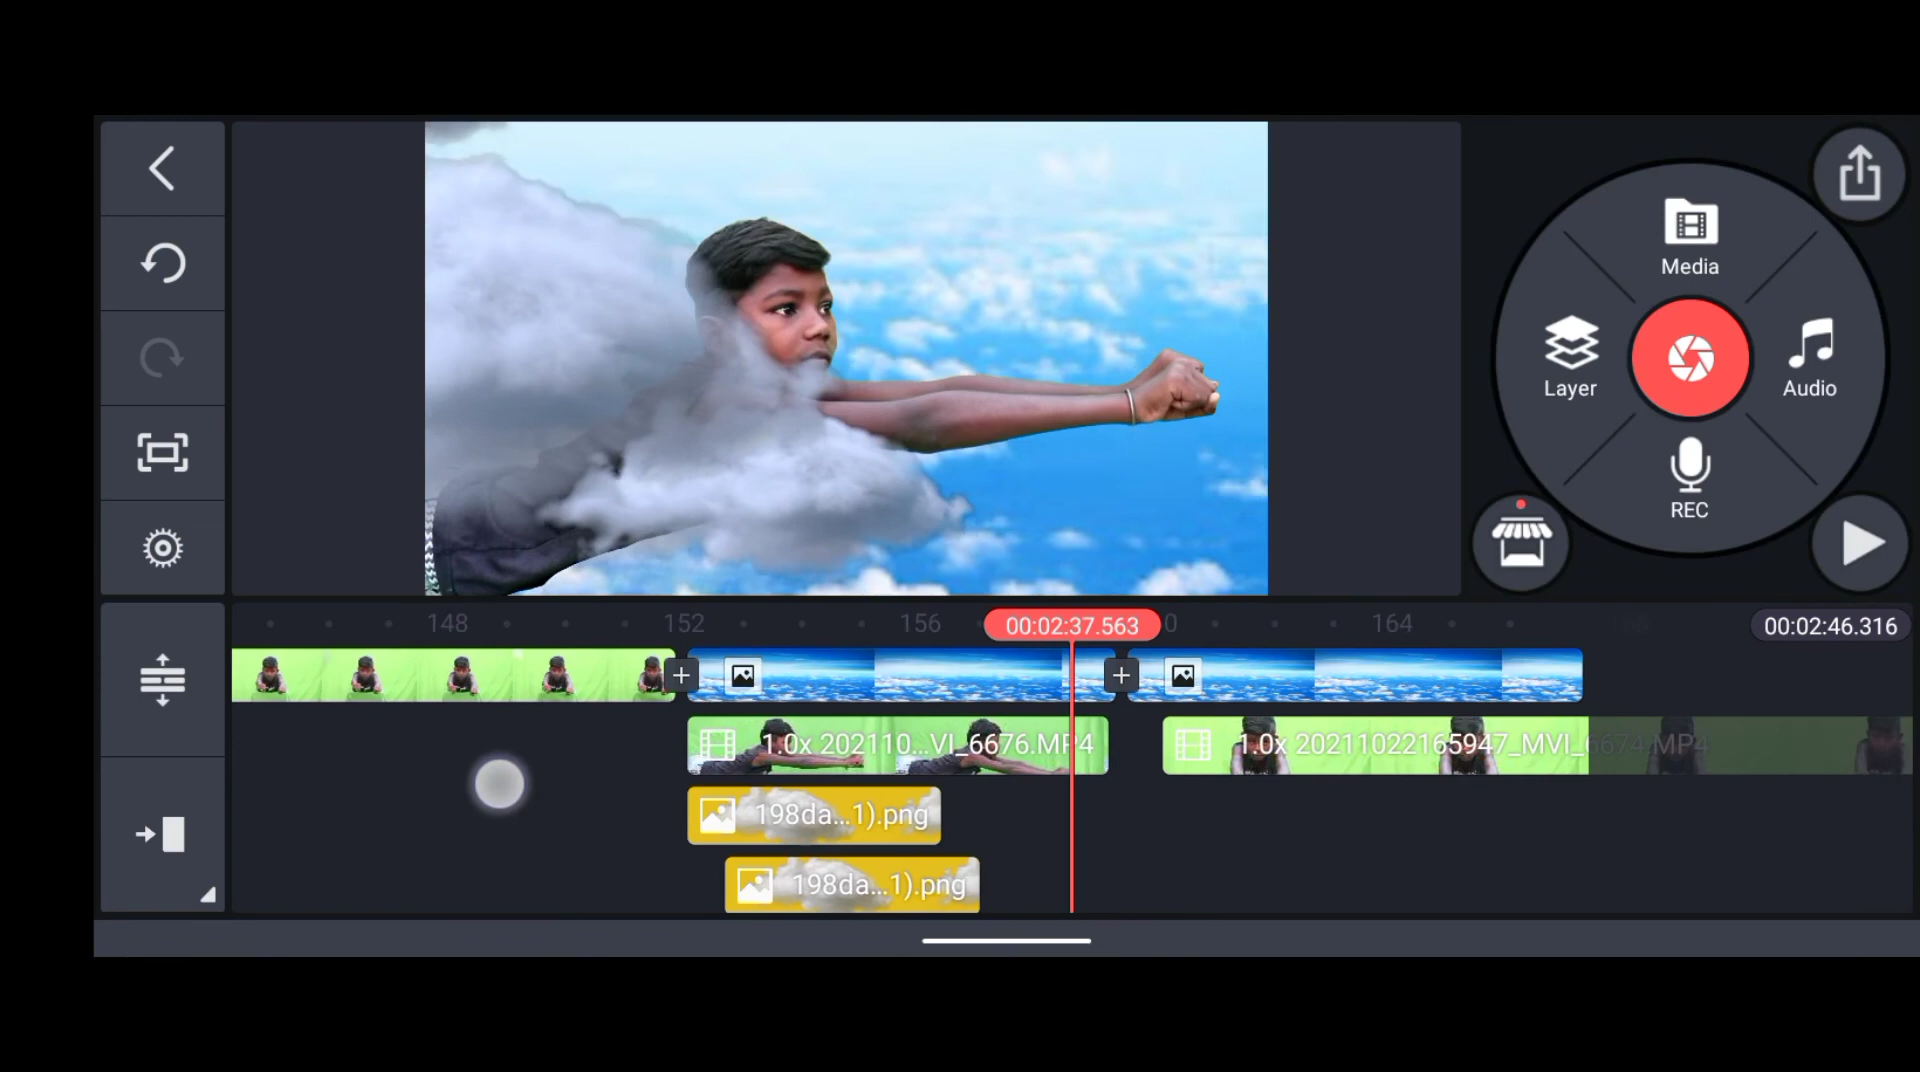 Media
Layer
Audio
REC
148
152
156
00:02:37.563
0
164
00:02:46.316
1.0x 202110...VI_6676.MP4
1.0x 20211022165947_MVI_6674.MP4
198da...1).png
198da...1).png